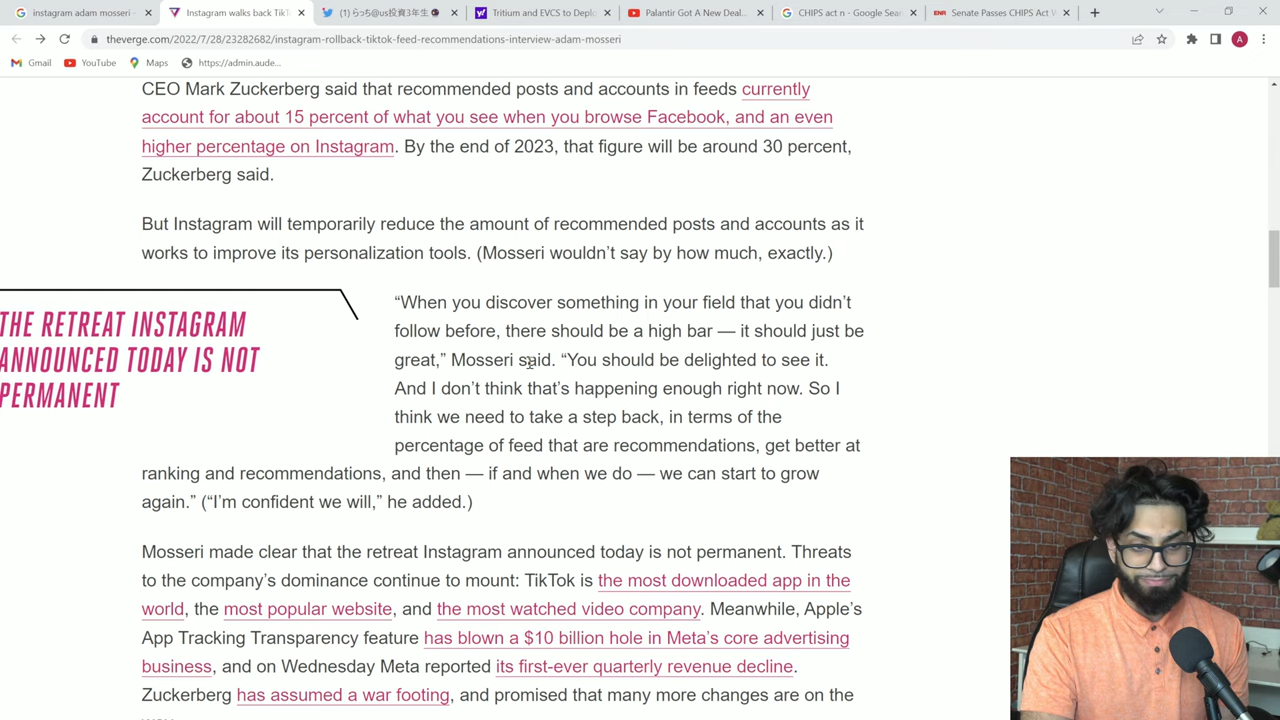 instagram adam mosseri -
Instagram walks back TikT
(1) らっち@us投資3年生
Tritium and EVCS to Deplo
Palantir Got A New Deal...
CHIPS act n - Google Sear
Senate Passes CHIPS Act W
theverge.com/2022/7/28/23282682/instagram-rollback-tiktok-feed-recommendations-interview-adam-mosseri
A
Gmail
YouTube
Maps
https://admin.aude...
CEO Mark Zuckerberg said that recommended posts and accounts in feeds currently
account for about 15 percent of what you see when you browse Facebook, and an even
higher percentage on Instagram. By the end of 2023, that figure will be around 30 percent,
Zuckerberg said.
But Instagram will temporarily reduce the amount of recommended posts and accounts as it
works to improve its personalization tools. (Mosseri wouldn’t say by how much, exactly.)
THE RETREAT INSTAGRAM
ANNOUNCED TODAY IS NOT
PERMANENT
“When you discover something in your field that you didn’t
follow before, there should be a high bar — it should just be
great,” Mosseri said. “You should be delighted to see it.
And I don’t think that’s happening enough right now. So I
think we need to take a step back, in terms of the
percentage of feed that are recommendations, get better at
ranking and recommendations, and then — if and when we do — we can start to grow
again.” (“I’m confident we will,” he added.)
Mosseri made clear that the retreat Instagram announced today is not permanent. Threats
to the company’s dominance continue to mount: TikTok is the most downloaded app in the
world, the most popular website, and the most watched video company. Meanwhile, Apple’s
App Tracking Transparency feature has blown a $10 billion hole in Meta’s core advertising
business, and on Wednesday Meta reported its first-ever quarterly revenue decline.
Zuckerberg has assumed a war footing, and promised that many more changes are on the